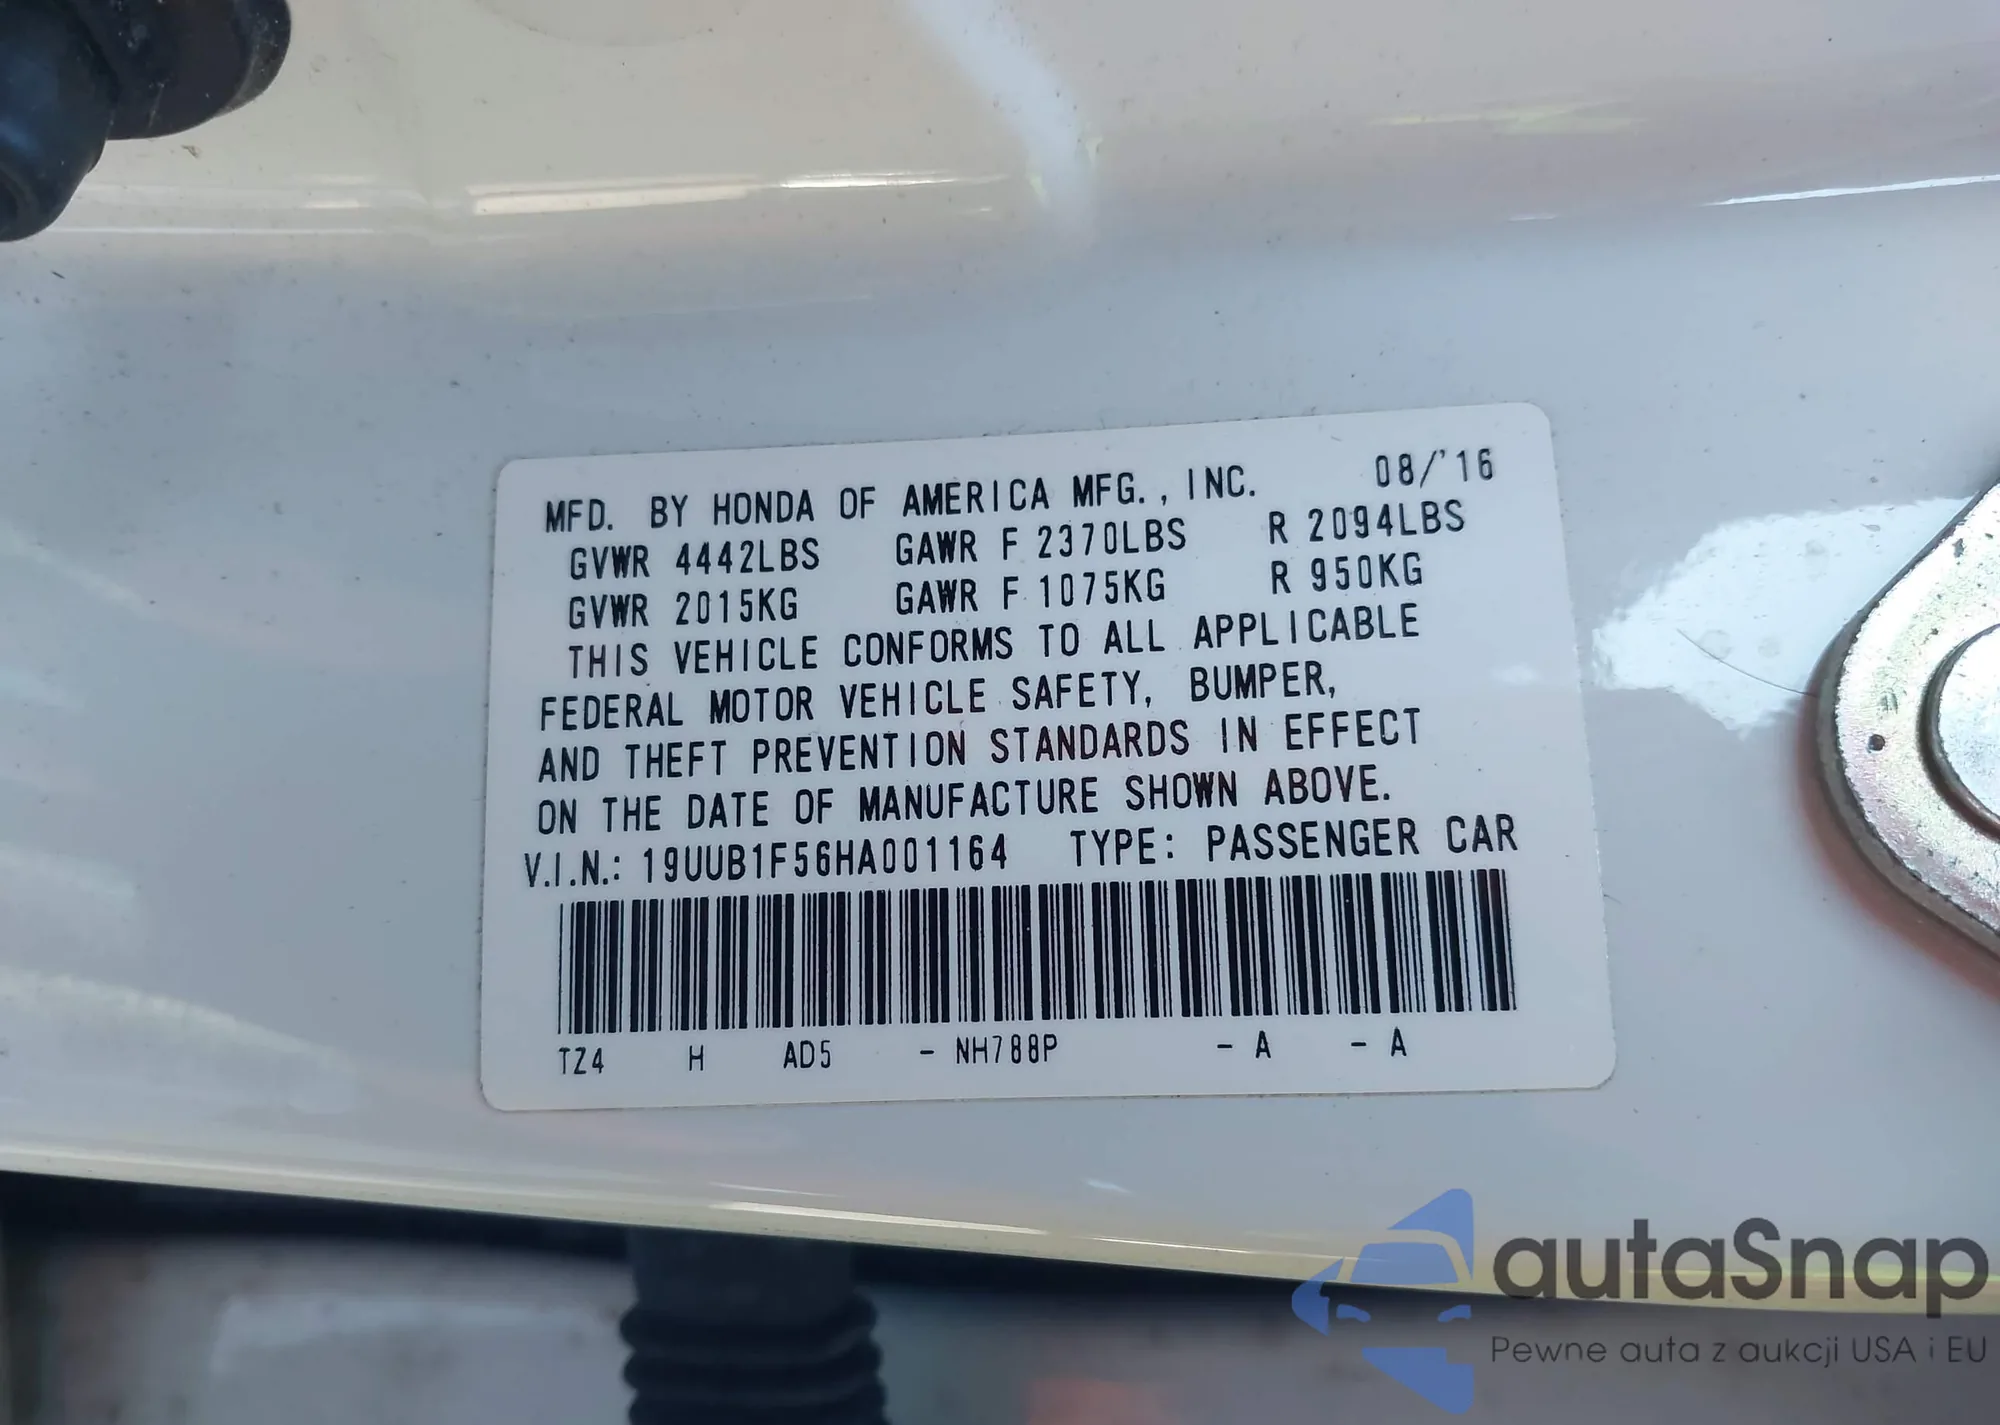 MFD. BY HONDA OF AMERICA MFG., INC. 08/'16
GVWR 4442LBS GAWR F 2370LBS R 2094LBS
GVWR 2015KG GAWR F 1075KG R 950KG
THIS VEHICLE CONFORMS TO ALL APPLICABLE
FEDERAL MOTOR VEHICLE SAFETY, BUMPER,
AND THEFT PREVENTION STANDARDS IN EFFECT
ON THE DATE OF MANUFACTURE SHOWN ABOVE.
V.I.N.: 19UUB1F56HA001164 TYPE: PASSENGER CAR
TZ4 H AD5 - NH788P - A - A
autaSnap
Pewne auta z aukcji USA i EU